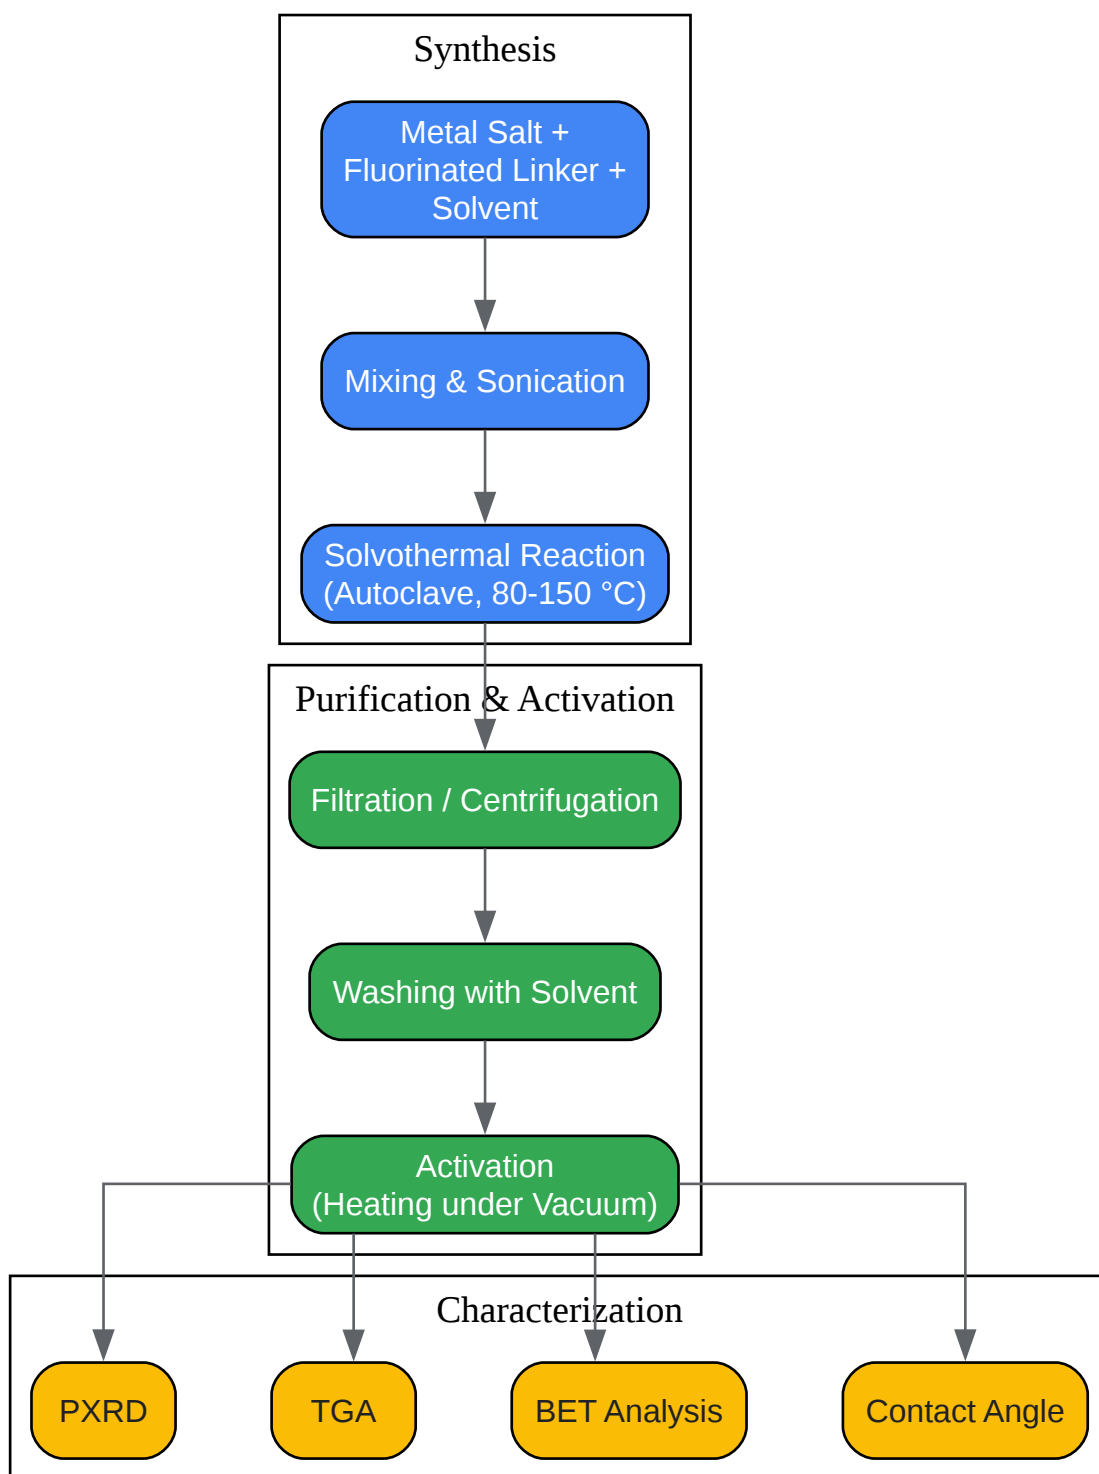 Synthesis
Metal Salt +
Fluorinated Linker +
Solvent
Mixing & Sonication
Solvothermal Reaction
(Autoclave, 80-150 °C)
Purification & Activation
Filtration / Centrifugation
Washing with Solvent
Activation
(Heating under Vacuum)
Characterization
PXRD
TGA
BET Analysis
Contact Angle